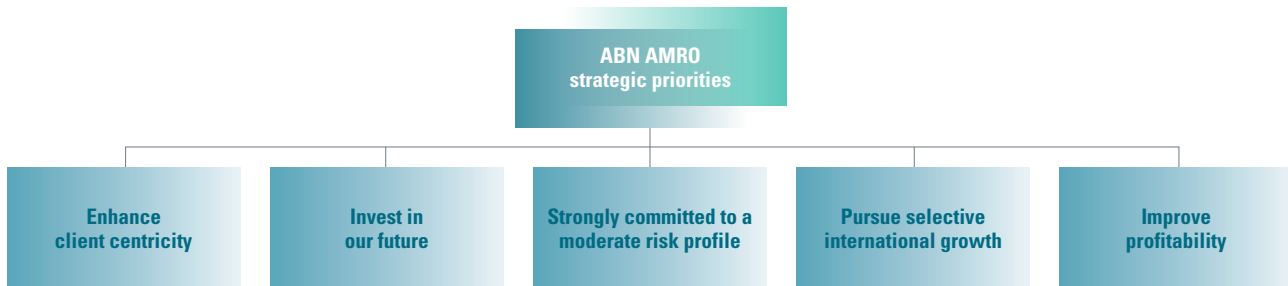 ABN AMRO
strategic priorities
Enhance
client centricity
Invest in
our future
Strongly committed to a
moderate risk profile
Pursue selective
international growth
Improve
profitability